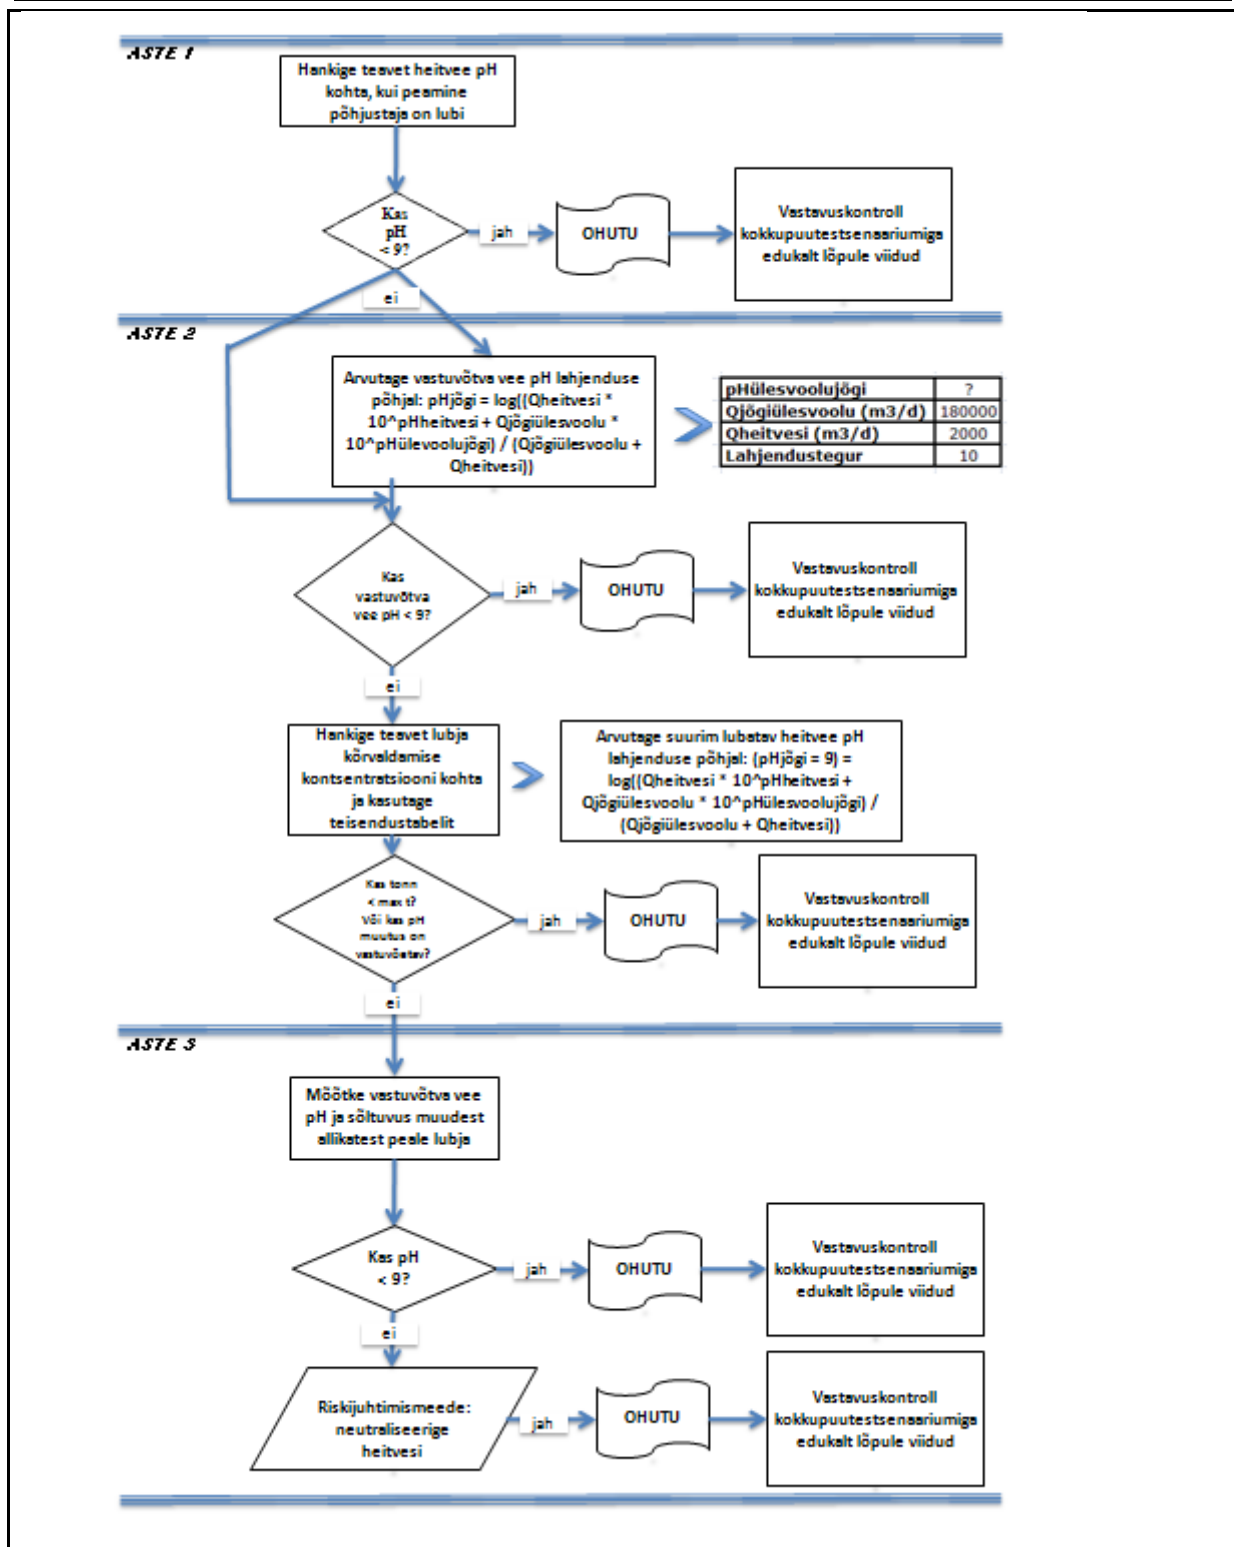 ASTE 1
Hankige teavet heitvee pH
kohta, kui peamine
põhjustaja on lubi
Kas
pH
< 9?
jah
OHUTU
Vastavuskontroll
kokkupuutestsenaariumiga
edukalt lõpule viidud
ei
ASTE 2
Arvutage vastuvõtva vee pH lahjenduse
põhjal: pHjõgi = log((Qheitvesi *
10^pHheitvesi + Qjõgiülesvoolu *
10^pHülevoolujõgi) / (Qjõgiülesvoolu +
Qheitvesi))
pHülesvoolujõgi ?
Qjõgiülesvoolu (m3/d) 180000
Qheitvesi (m3/d) 2000
Lahjendustegur 10
Kas
vastuvõtva
vee pH < 9?
jah
OHUTU
Vastavuskontroll
kokkupuutestsenaariumiga
edukalt lõpule viidud
ei
Hankige teavet lubja
kõrvaldamise
kontsentratsiooni kohta
ja kasutage
teisendustabelit
Arvutage suurim lubatav heitvee pH
lahjenduse põhjal: (pHjõgi = 9) =
log((Qheitvesi * 10^pHheitvesi +
Qjõgiülesvoolu * 10^pHülesvoolujõgi) /
(Qjõgiülesvoolu + Qheitvesi))
Kas tonn
< max t?
Või kas pH
muutus on
vastuvõetav?
jah
OHUTU
Vastavuskontroll
kokkupuutestsenaariumiga
edukalt lõpule viidud
ei
ASTE 3
Mõõtke vastuvõtva vee
pH ja sõltuvus muudest
allikatest peale lubja
Kas pH
< 9?
jah
OHUTU
Vastavuskontroll
kokkupuutestsenaariumiga
edukalt lõpule viidud
ei
Riskijuhtimismeede:
neutraliseerige
heitvesi
jah
OHUTU
Vastavuskontroll
kokkupuutestsenaariumiga
edukalt lõpule viidud